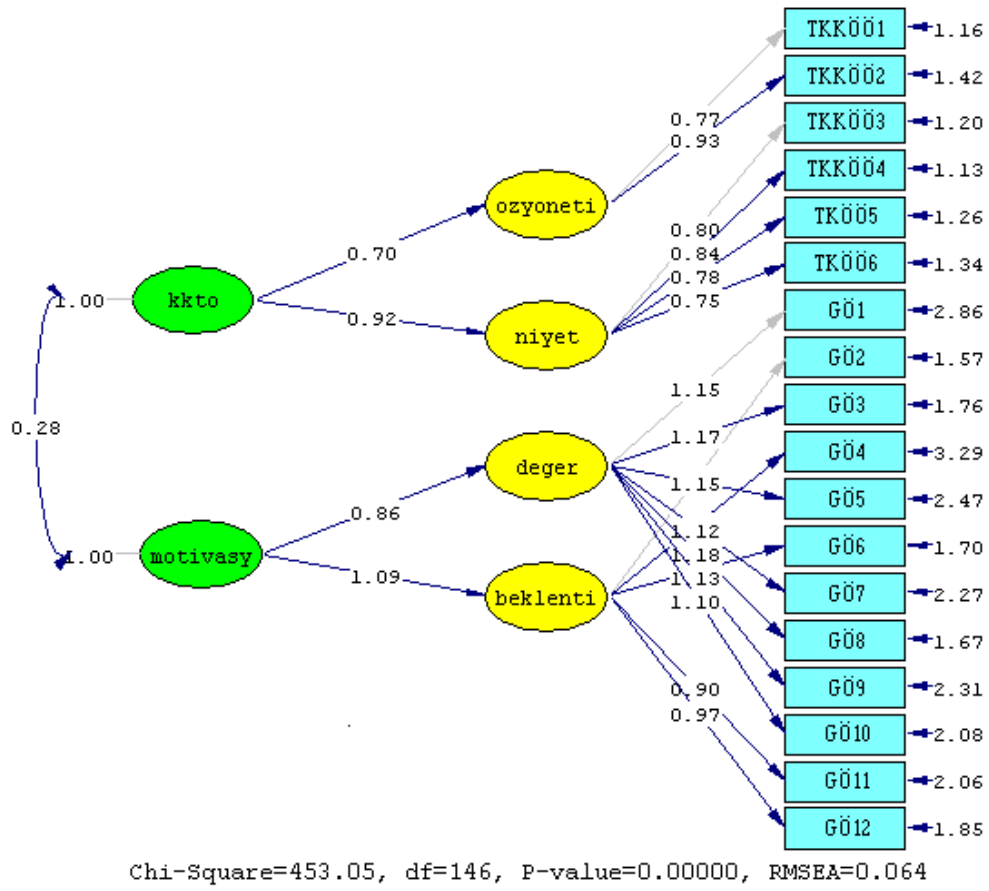 TKKÖÖ1 1.16
TKKÖÖ2 1.42
0.77
TKKÖÖ3 1.20
0.93
TKKÖÖ4 1.13
ozyoneti
TKÖÖ5 1.26
0.80
0.84
0.70
TKÖÖ6 1.34
0.78
1.00 kkto
0.75
GÖ1 2.86
0.92
niyet
GÖ2 1.57
1.15
GÖ3 1.76
0.28
1.17
GÖ4 3.29
deger
1.15
GÖ5 2.47
0.86
1.12
GÖ6 1.70
1.00 motivasy
1.18
1.09
1.13
GÖ7 2.27
beklenti
1.10
GÖ8 1.67
0.90
GÖ9 2.31
0.97
GÖ10 2.08
GÖ11 2.06
GÖ12 1.85
Chi-Square=453.05, df=146, P-value=0.00000, RMSEA=0.064